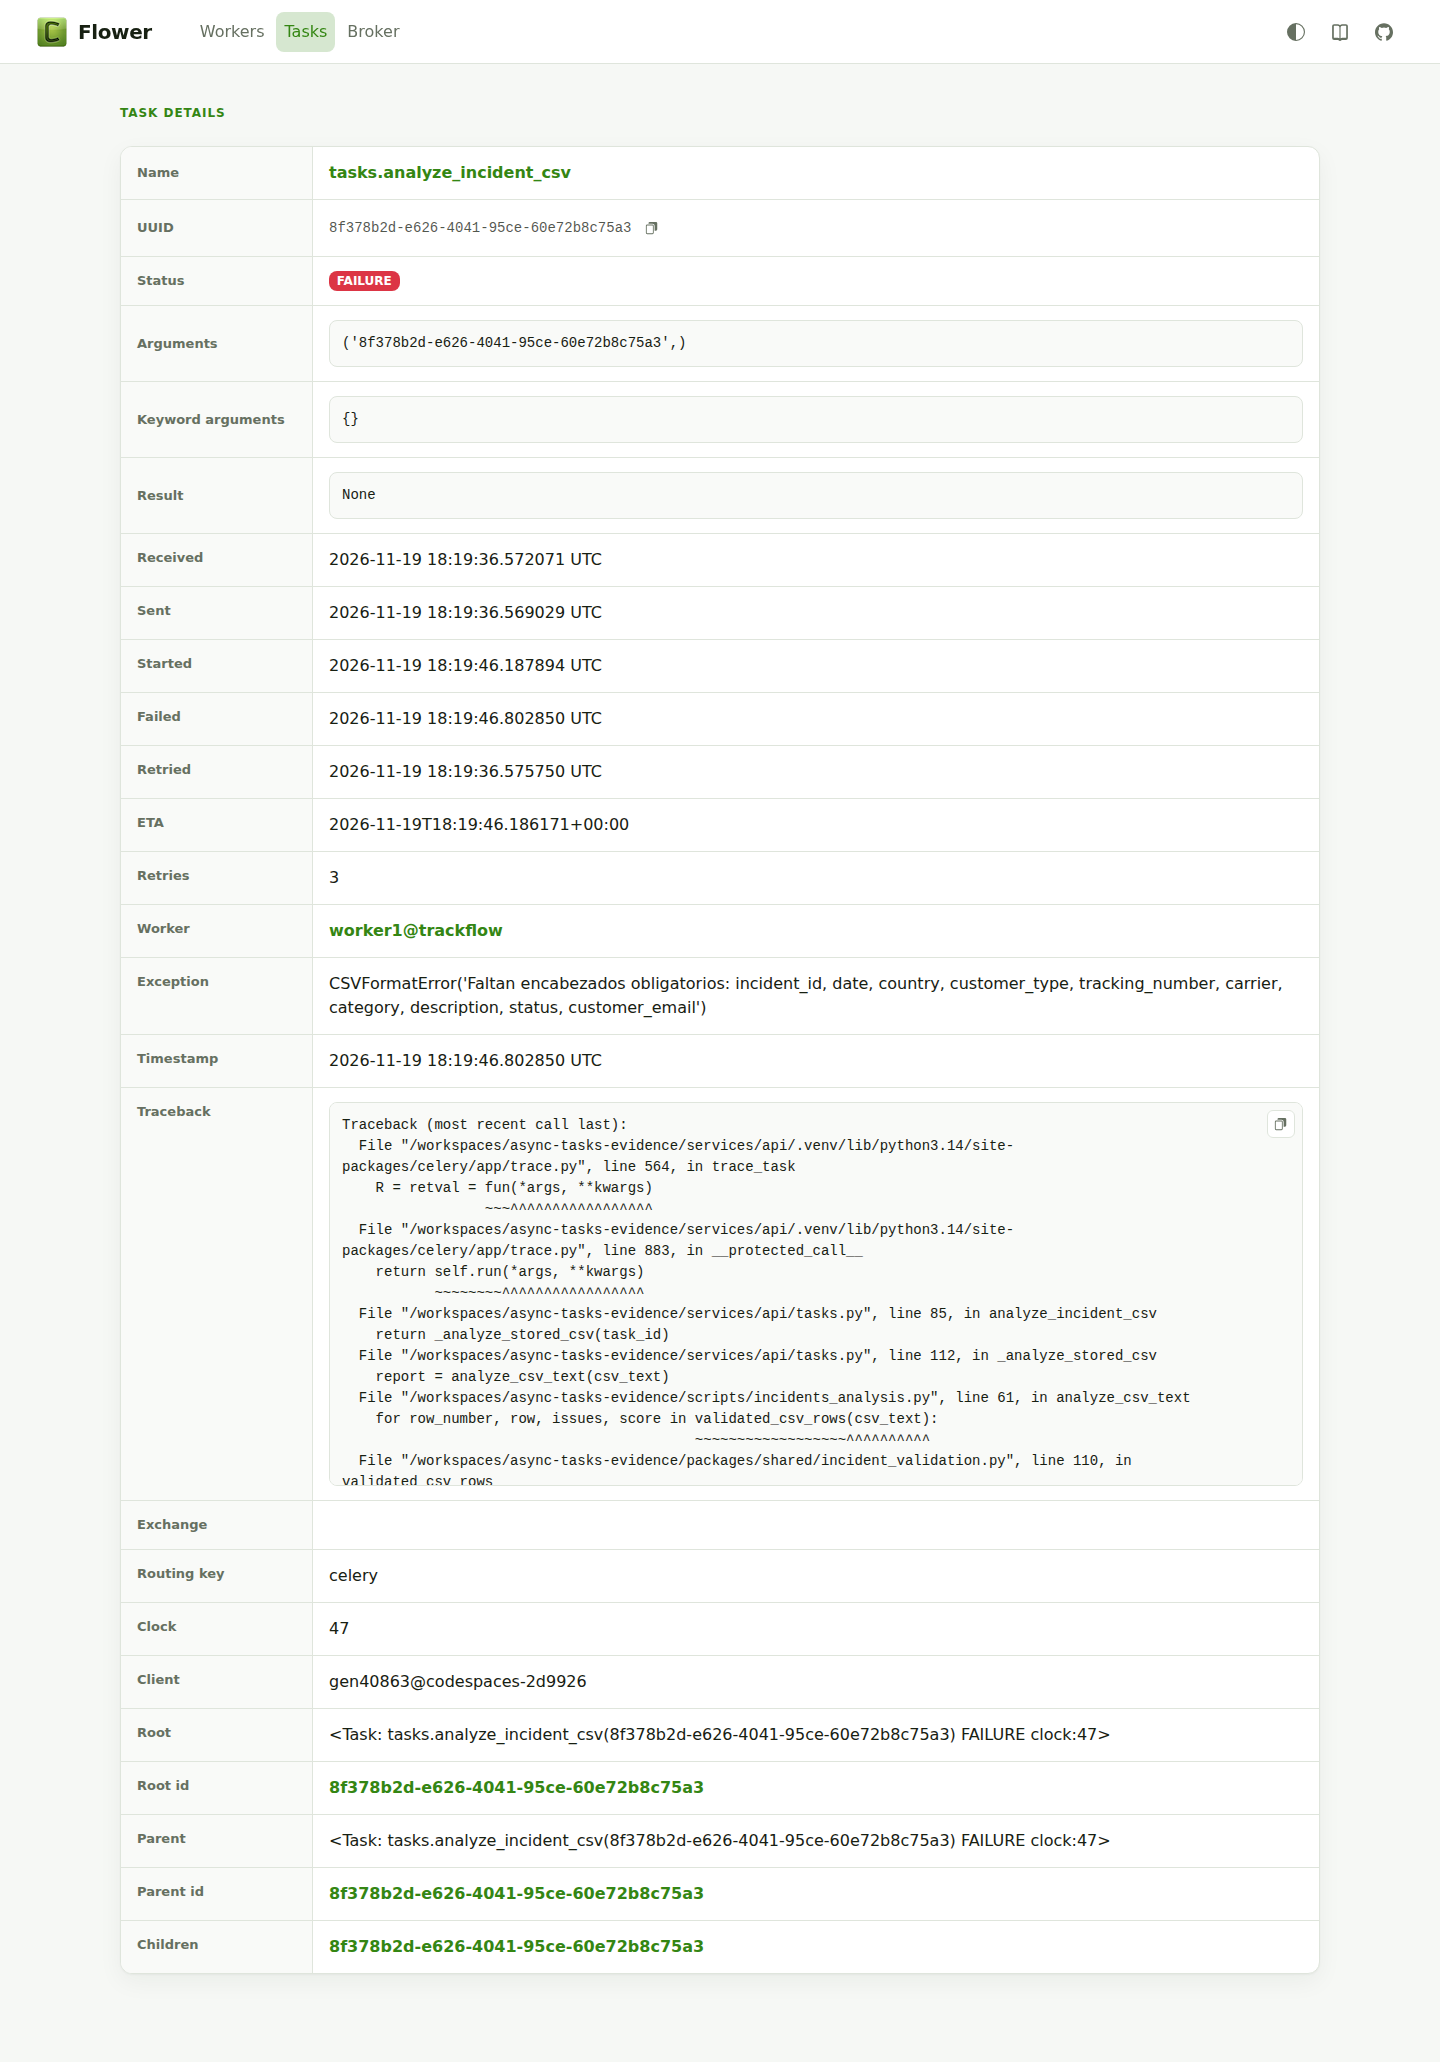 Flower
Workers
Tasks
Broker
TASK DETAILS
Name
tasks.analyze_incident_csv
UUID
8f378b2d-e626-4041-95ce-60e72b8c75a3
Status
FAILURE
Arguments
('8f378b2d-e626-4041-95ce-60e72b8c75a3',)
Keyword arguments
{}
Result
None
Received
2026-11-19 18:19:36.572071 UTC
Sent
2026-11-19 18:19:36.569029 UTC
Started
2026-11-19 18:19:46.187894 UTC
Failed
2026-11-19 18:19:46.802850 UTC
Retried
2026-11-19 18:19:36.575750 UTC
ETA
2026-11-19T18:19:46.186171+00:00
Retries
3
Worker
worker1@trackflow
Exception
CSVFormatError('Faltan encabezados obligatorios: incident_id, date, country, customer_type, tracking_number, carrier,
category, description, status, customer_email')
Timestamp
2026-11-19 18:19:46.802850 UTC
Traceback
Traceback (most recent call last):
  File "/workspaces/async-tasks-evidence/services/api/.venv/lib/python3.14/site-
packages/celery/app/trace.py", line 564, in trace_task
    R = retval = fun(*args, **kwargs)
                 ~~~^^^^^^^^^^^^^^^^^
  File "/workspaces/async-tasks-evidence/services/api/.venv/lib/python3.14/site-
packages/celery/app/trace.py", line 883, in __protected_call__
    return self.run(*args, **kwargs)
           ~~~~~~~~^^^^^^^^^^^^^^^^^
  File "/workspaces/async-tasks-evidence/services/api/tasks.py", line 85, in analyze_incident_csv
    return _analyze_stored_csv(task_id)
  File "/workspaces/async-tasks-evidence/services/api/tasks.py", line 112, in _analyze_stored_csv
    report = analyze_csv_text(csv_text)
  File "/workspaces/async-tasks-evidence/scripts/incidents_analysis.py", line 61, in analyze_csv_text
    for row_number, row, issues, score in validated_csv_rows(csv_text):
                                          ~~~~~~~~~~~~~~~~~~^^^^^^^^^^
  File "/workspaces/async-tasks-evidence/packages/shared/incident_validation.py", line 110, in
validated_csv_rows
Exchange
Routing key
celery
Clock
47
Client
gen40863@codespaces-2d9926
Root
<Task: tasks.analyze_incident_csv(8f378b2d-e626-4041-95ce-60e72b8c75a3) FAILURE clock:47>
Root id
8f378b2d-e626-4041-95ce-60e72b8c75a3
Parent
<Task: tasks.analyze_incident_csv(8f378b2d-e626-4041-95ce-60e72b8c75a3) FAILURE clock:47>
Parent id
8f378b2d-e626-4041-95ce-60e72b8c75a3
Children
8f378b2d-e626-4041-95ce-60e72b8c75a3